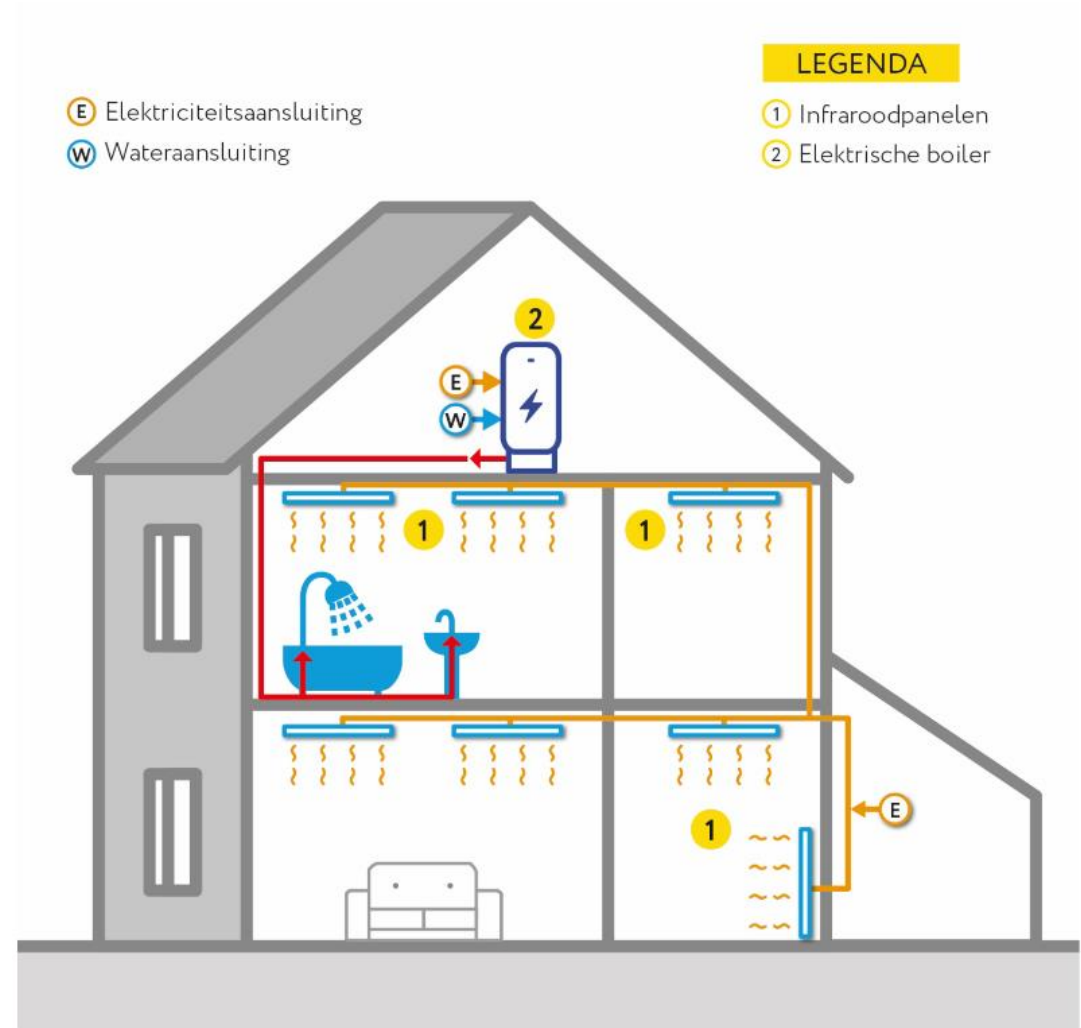 LEGENDA
E Elektriciteitsaansluiting
W Wateraansluiting
1 Infraroodpanelen
2 Elektrische boiler
2
E
W
1
1
1
E